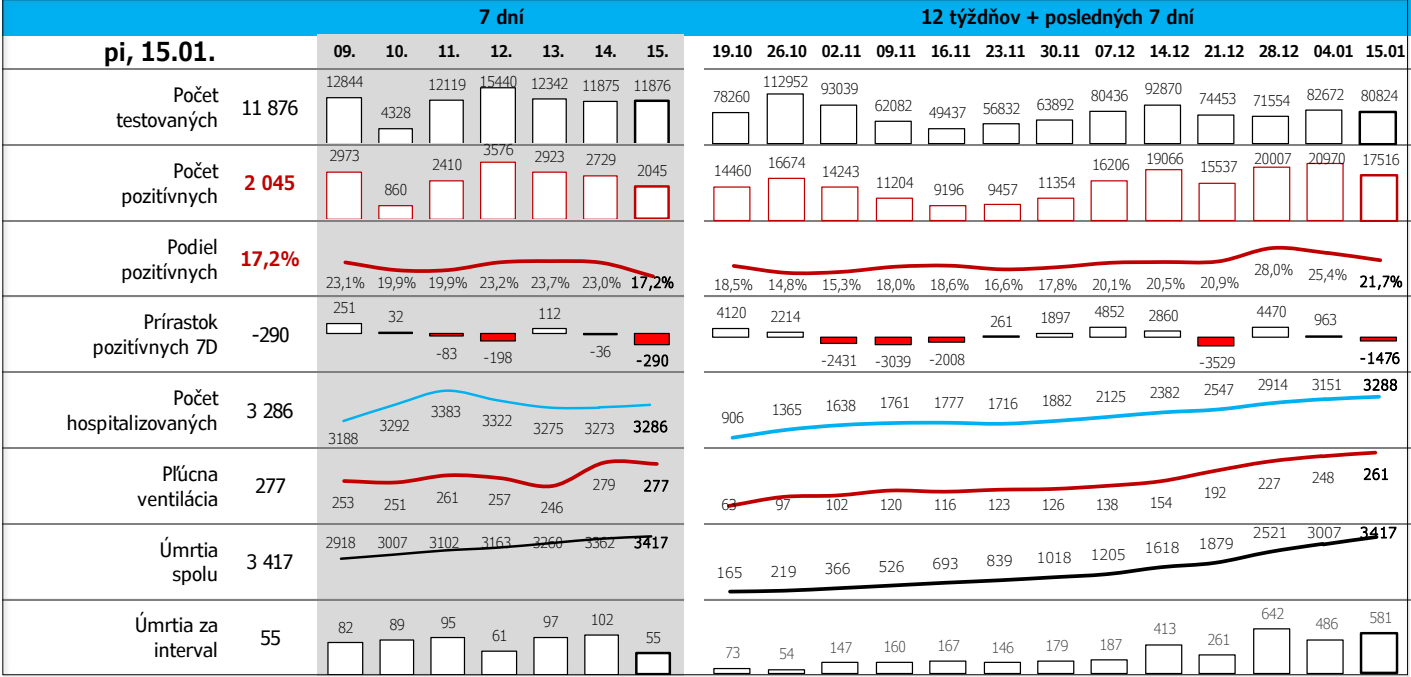 7 dní 12 týždňov + posledných 7 dní
pi, 15.01. 09. 10. 11. 12. 13. 14. 15. 19.10 26.10 02.11 09.11 16.11 23.11 30.11 07.12 14.12 21.12 28.12 04.01 15.01
Počet testovaných 11 876 12844 4328 12119 15440 12342 11875 11876 78260 112952 93039 62082 49437 56832 63892 80436 92870 74453 71554 82672 80824
Počet pozitívnych 2 045 2973 860 2410 3576 2923 2729 2045 14460 16674 14243 11204 9196 9457 11354 16206 19066 15537 20007 20970 17516
Podiel pozitívnych 17,2% 23,1% 19,9% 19,9% 23,2% 23,7% 23,0% 17,2% 18,5% 14,8% 15,3% 18,0% 18,6% 16,6% 17,8% 20,1% 20,5% 20,9% 28,0% 25,4% 21,7%
Prírastok pozitívnych 7D -290 251 32 -83 -198 112 -36 -290 4120 2214 -2431 -3039 -2008 261 1897 4852 2860 -3529 4470 963 -1476
Počet hospitalizovaných 3 286 3188 3292 3383 3322 3275 3273 3286 906 1365 1638 1761 1777 1716 1882 2125 2382 2547 2914 3151 3288
Pľúcna ventilácia 277 253 251 261 257 246 279 277 63 97 102 120 116 123 126 138 154 192 227 248 261
Úmrtia spolu 3 417 2918 3007 3102 3163 3260 3362 3417 165 219 366 526 693 839 1018 1205 1618 1879 2521 3007 3417
Úmrtia za interval 55 82 89 95 61 97 102 55 73 54 147 160 167 146 179 187 413 261 642 486 581